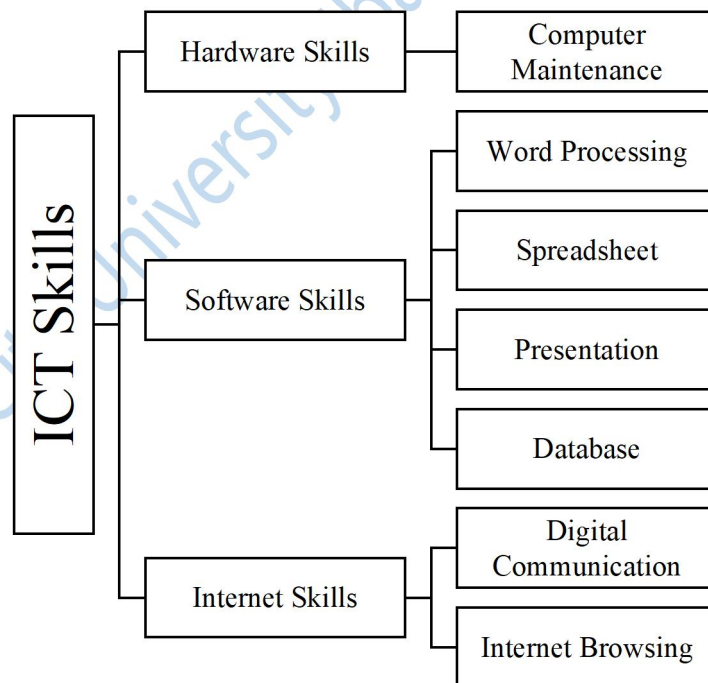 ICT Skills
Hardware Skills
Computer
Maintenance
Software Skills
Word Processing
Spreadsheet
Presentation
Database
Internet Skills
Digital
Communication
Internet Browsing
University